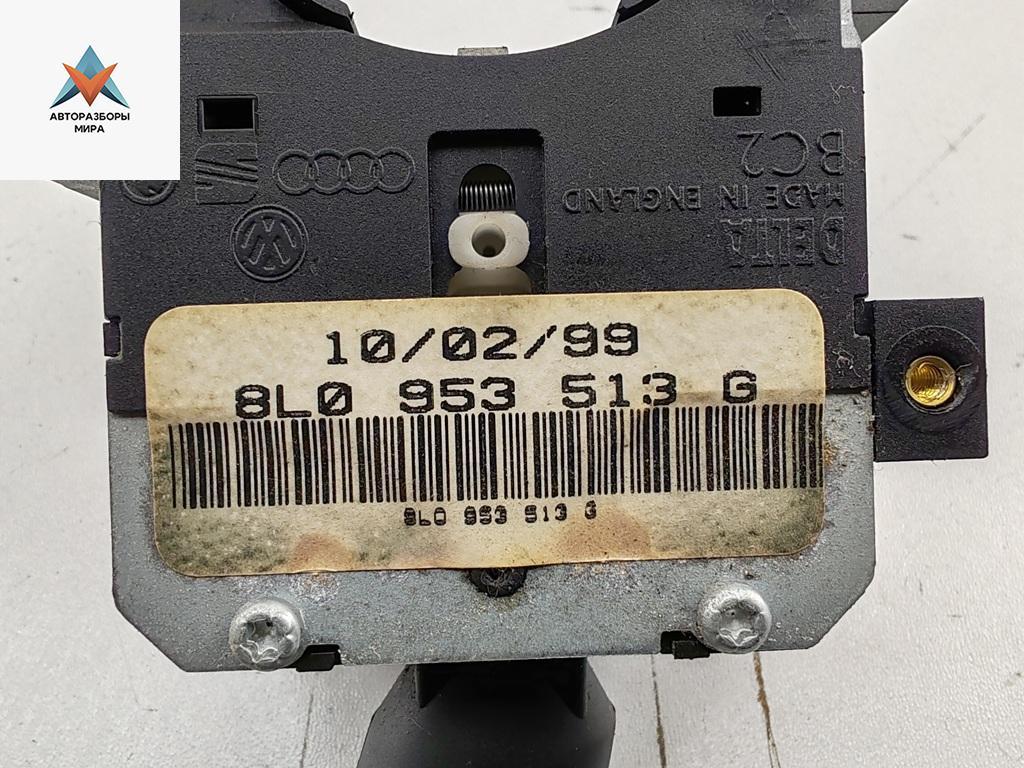 АВТОРАЗБОРЫ
МИРА
BC2
MADE IN ENGLAND
DELTA
10/02/99
8L0 953 513 G
8L0 953 513 G